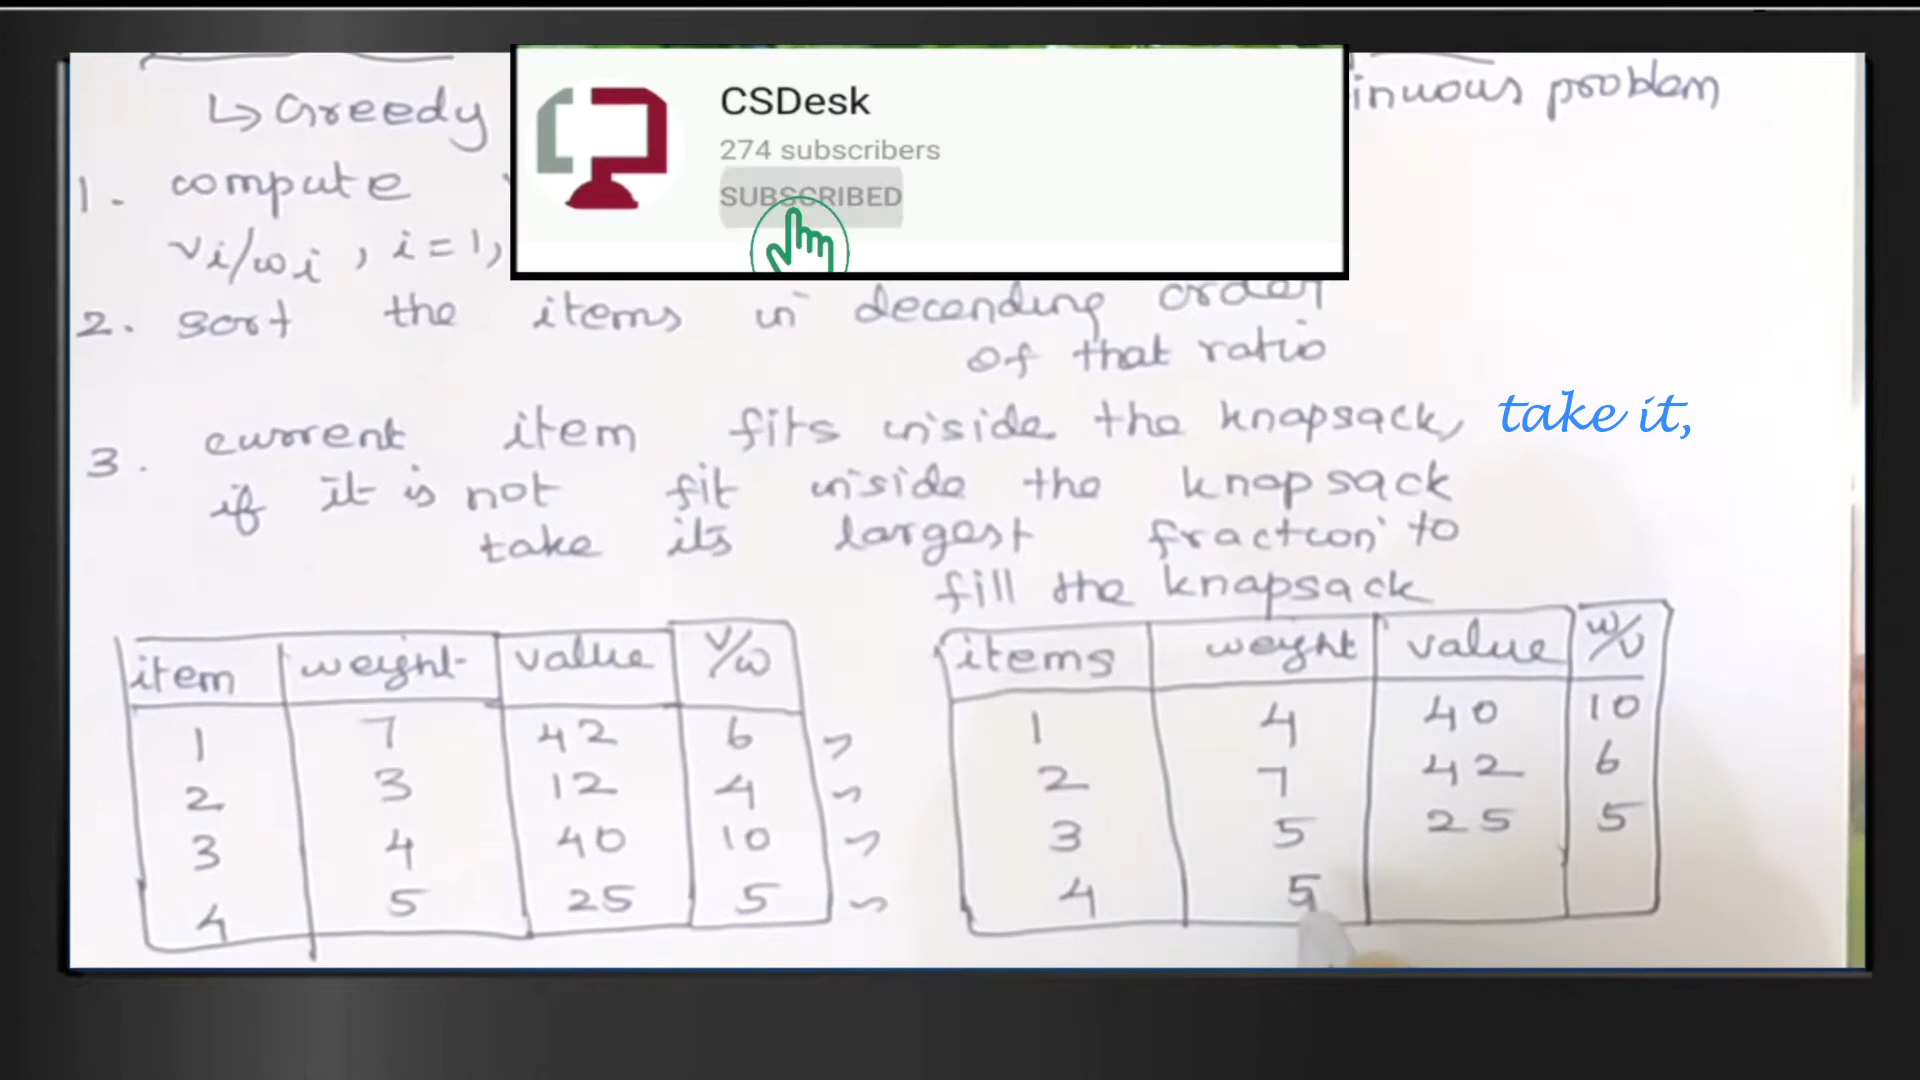 ↳ Greedy
inuous problem
CSDesk
274 subscribers
SUBSCRIBED
1. compute
vi/wi , i=1,
2. sort the items in decending order
of that ratio
3. current item fits inside the knapsack, take it,
if it is not fit inside the knapsack
take its largest fraction to
fill the knapsack
item weight value v/w
1 7 42 6
2 3 12 4
3 4 40 10
4 5 25 5
items weight value w/v
1 4 40 10
2 7 42 6
3 5 25 5
4 5